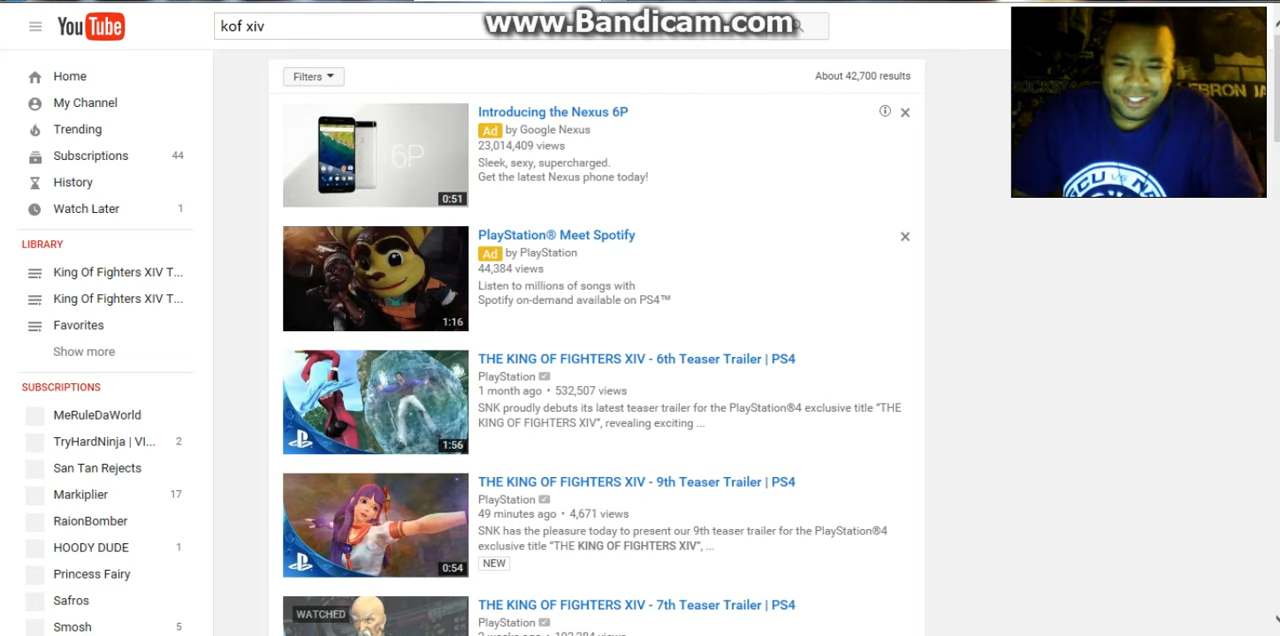 www.Bandicam.com
YouTube
kof xiv
Home
My Channel
Trending
Subscriptions 44
History
Watch Later 1
LIBRARY
King Of Fighters XIV T...
King Of Fighters XIV T...
Favorites
Show more
SUBSCRIPTIONS
MeRuleDaWorld
TryHardNinja | VI... 2
San Tan Rejects
Markiplier 17
RaionBomber
HOODY DUDE 1
Princess Fairy
Safros
Smosh 5
Filters
About 42,700 results
6P
0:51
Introducing the Nexus 6P
Ad by Google Nexus
23,014,409 views
Sleek, sexy, supercharged.
Get the latest Nexus phone today!
1:16
PlayStation® Meet Spotify
Ad by PlayStation
44,384 views
Listen to millions of songs with
Spotify on-demand available on PS4™
1:56
THE KING OF FIGHTERS XIV - 6th Teaser Trailer | PS4
PlayStation
1 month ago • 532,507 views
SNK proudly debuts its latest teaser trailer for the PlayStation®4 exclusive title “THE
KING OF FIGHTERS XIV”, revealing exciting ...
0:54
THE KING OF FIGHTERS XIV - 9th Teaser Trailer | PS4
PlayStation
49 minutes ago • 4,671 views
SNK has the pleasure today to present our 9th teaser trailer for the PlayStation®4
exclusive title “THE KING OF FIGHTERS XIV”, ...
NEW
WATCHED
THE KING OF FIGHTERS XIV - 7th Teaser Trailer | PS4
PlayStation